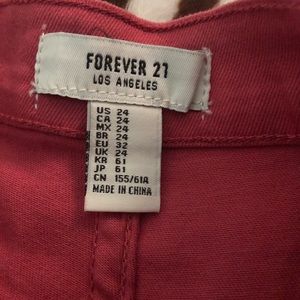 FOREVER 21
LOS ANGELES
US 24
CA 24
MX 24
BR 24
EU 32
UK 24
KR 61
JP 61
CN 155/61A
MADE IN CHINA